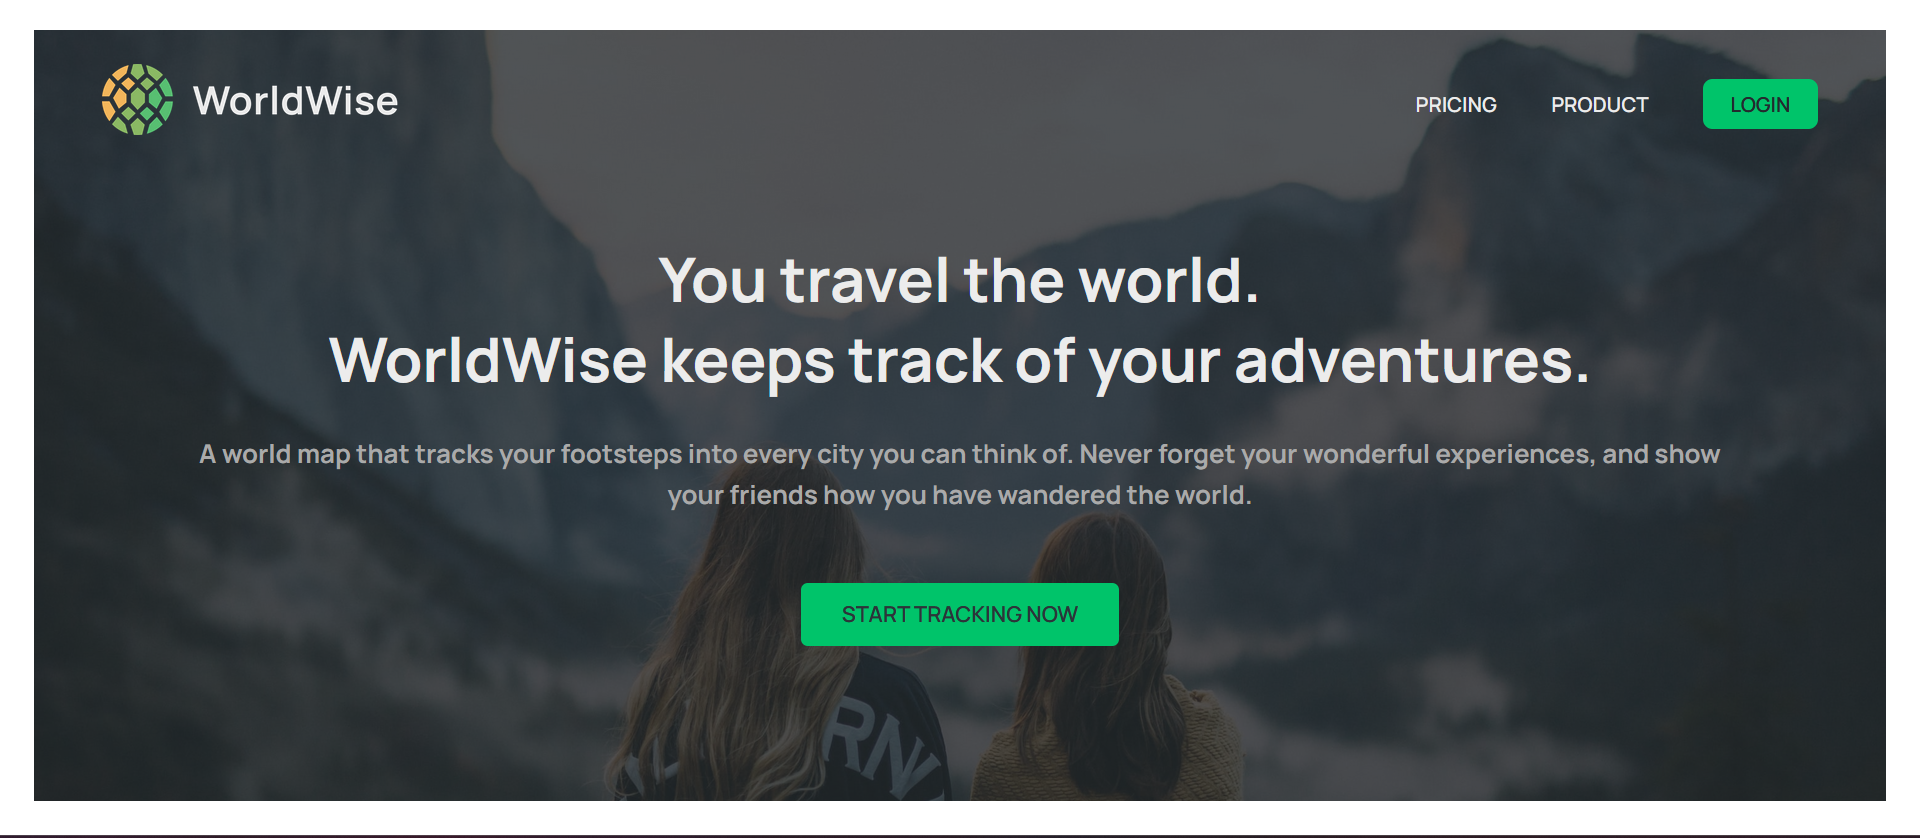 WorldWise
PRICING
PRODUCT
LOGIN
You travel the world.
WorldWise keeps track of your adventures.
A world map that tracks your footsteps into every city you can think of. Never forget your wonderful experiences, and show
your friends how you have wandered the world.
START TRACKING NOW